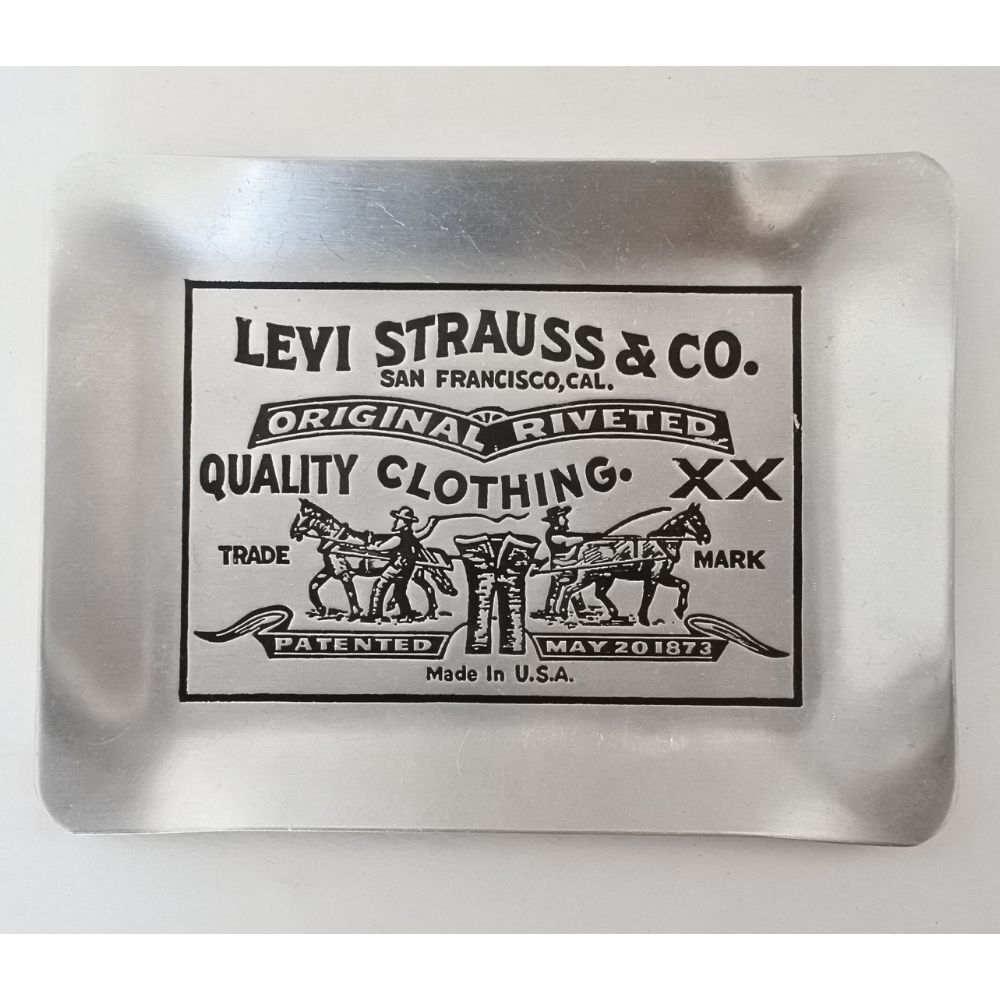 LEVI STRAUSS & CO.
SAN FRANCISCO, CAL.
ORIGINAL RIVETED
QUALITY CLOTHING. XX
TRADE MARK
PATENTED MAY 20 1873
Made In U.S.A.